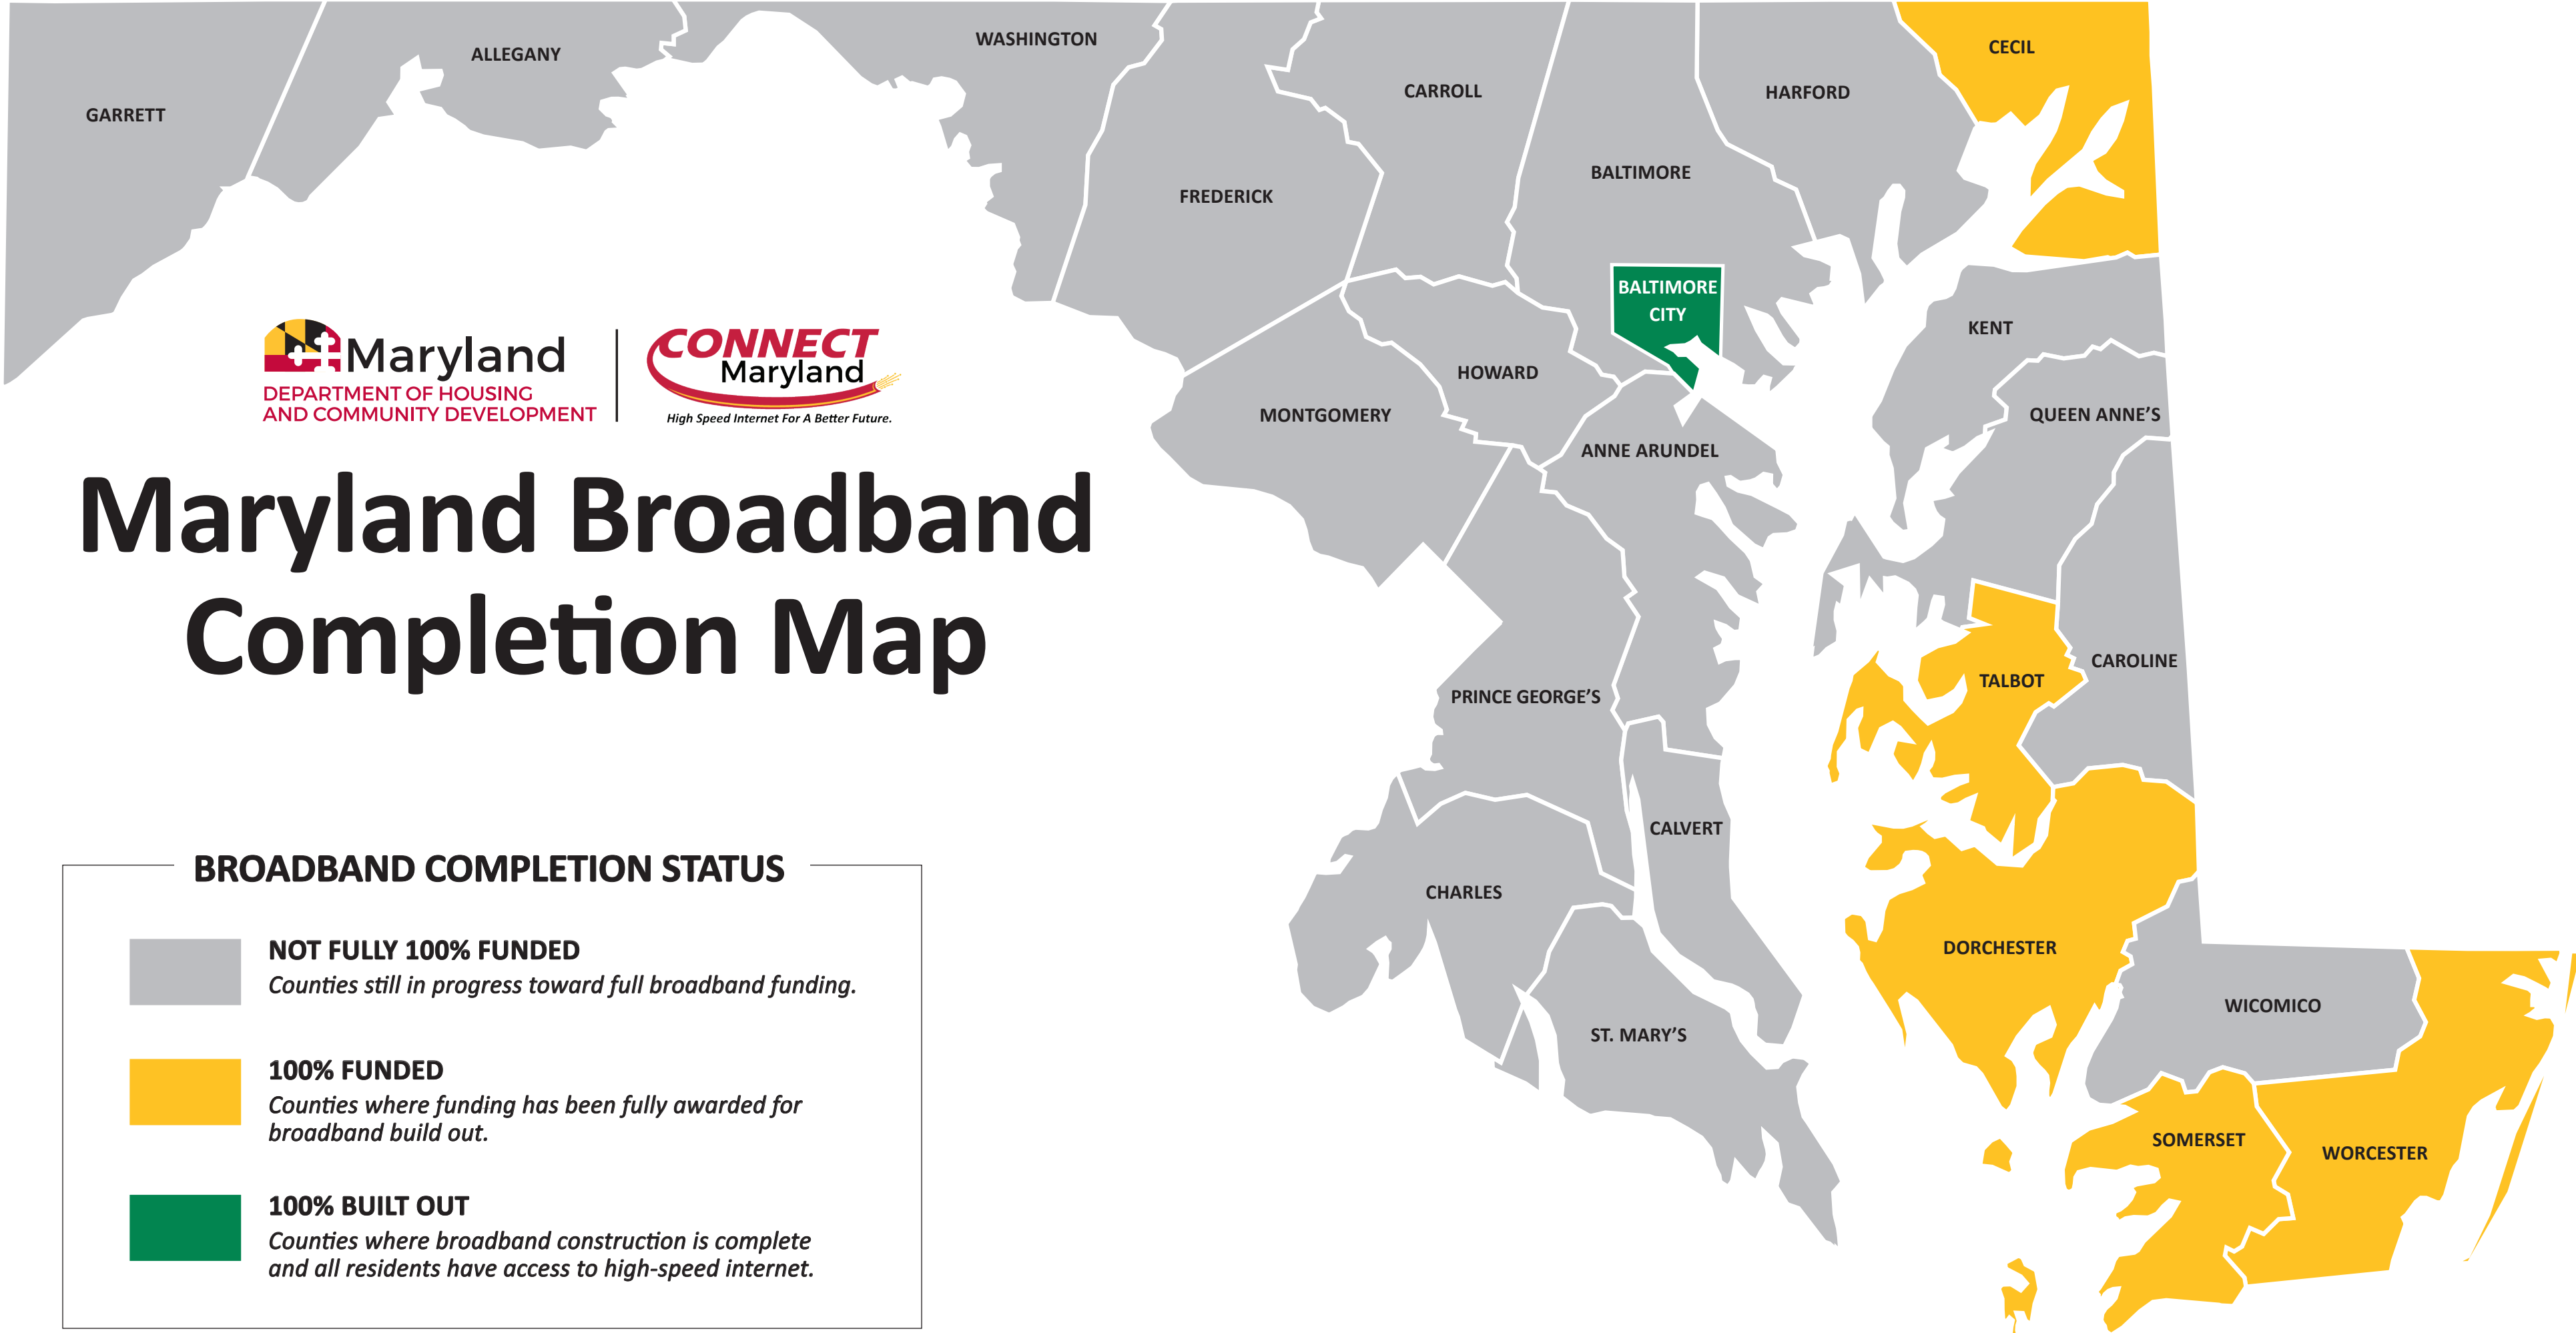 GARRETT
ALLEGANY
WASHINGTON
FREDERICK
CARROLL
BALTIMORE
HARFORD
CECIL
BALTIMORE
CITY
KENT
HOWARD
MONTGOMERY
QUEEN ANNE'S
ANNE ARUNDEL
Maryland
DEPARTMENT OF HOUSING
AND COMMUNITY DEVELOPMENT
CONNECT
Maryland
High Speed Internet For A Better Future.
Maryland Broadband
Completion Map
CAROLINE
TALBOT
PRINCE GEORGE'S
CALVERT
CHARLES
DORCHESTER
WICOMICO
ST. MARY'S
SOMERSET
WORCESTER
BROADBAND COMPLETION STATUS
NOT FULLY 100% FUNDED
Counties still in progress toward full broadband funding.
100% FUNDED
Counties where funding has been fully awarded for
broadband build out.
100% BUILT OUT
Counties where broadband construction is complete
and all residents have access to high-speed internet.